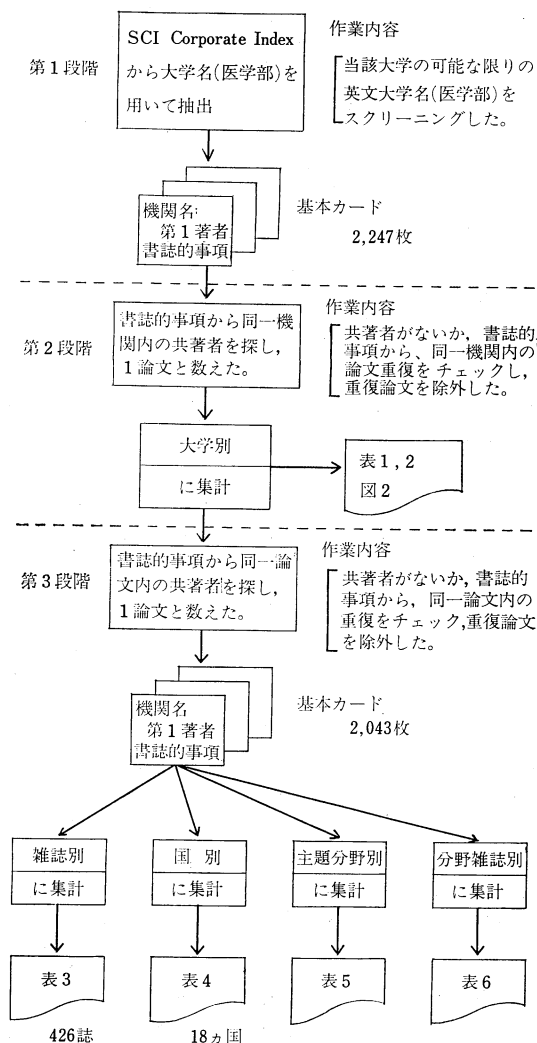 第1段階
SCI Corporate Index
から大学名(医学部)を
用いて抽出
作業内容
当該大学の可能な限りの
英文大学名(医学部)を
スクリーニングした。
機関名
第1著者
書誌的事項
基本カード
2,247枚
第2段階
書誌的事項から同一機
関内の共著者を探し,
1論文と数えた。
作業内容
共著者がないか, 書誌的
事項から、同一機関内の
論文重複をチェックし,
重複論文を除外した。
大学別
に集計
表1, 2
図2
第3段階
書誌的事項から同一論
文内の共著者を探し,
1論文と数えた。
作業内容
共著者がないか, 書誌的
事項から, 同一論文内の
重複をチェック,重複論文
を除外した。
機関名
第1著者
書誌的事項
基本カード
2,043枚
雑誌別
に集計
国別
に集計
主題分野別
に集計
分野雑誌別
に集計
表3
表4
表5
表6
426誌
18ヵ国